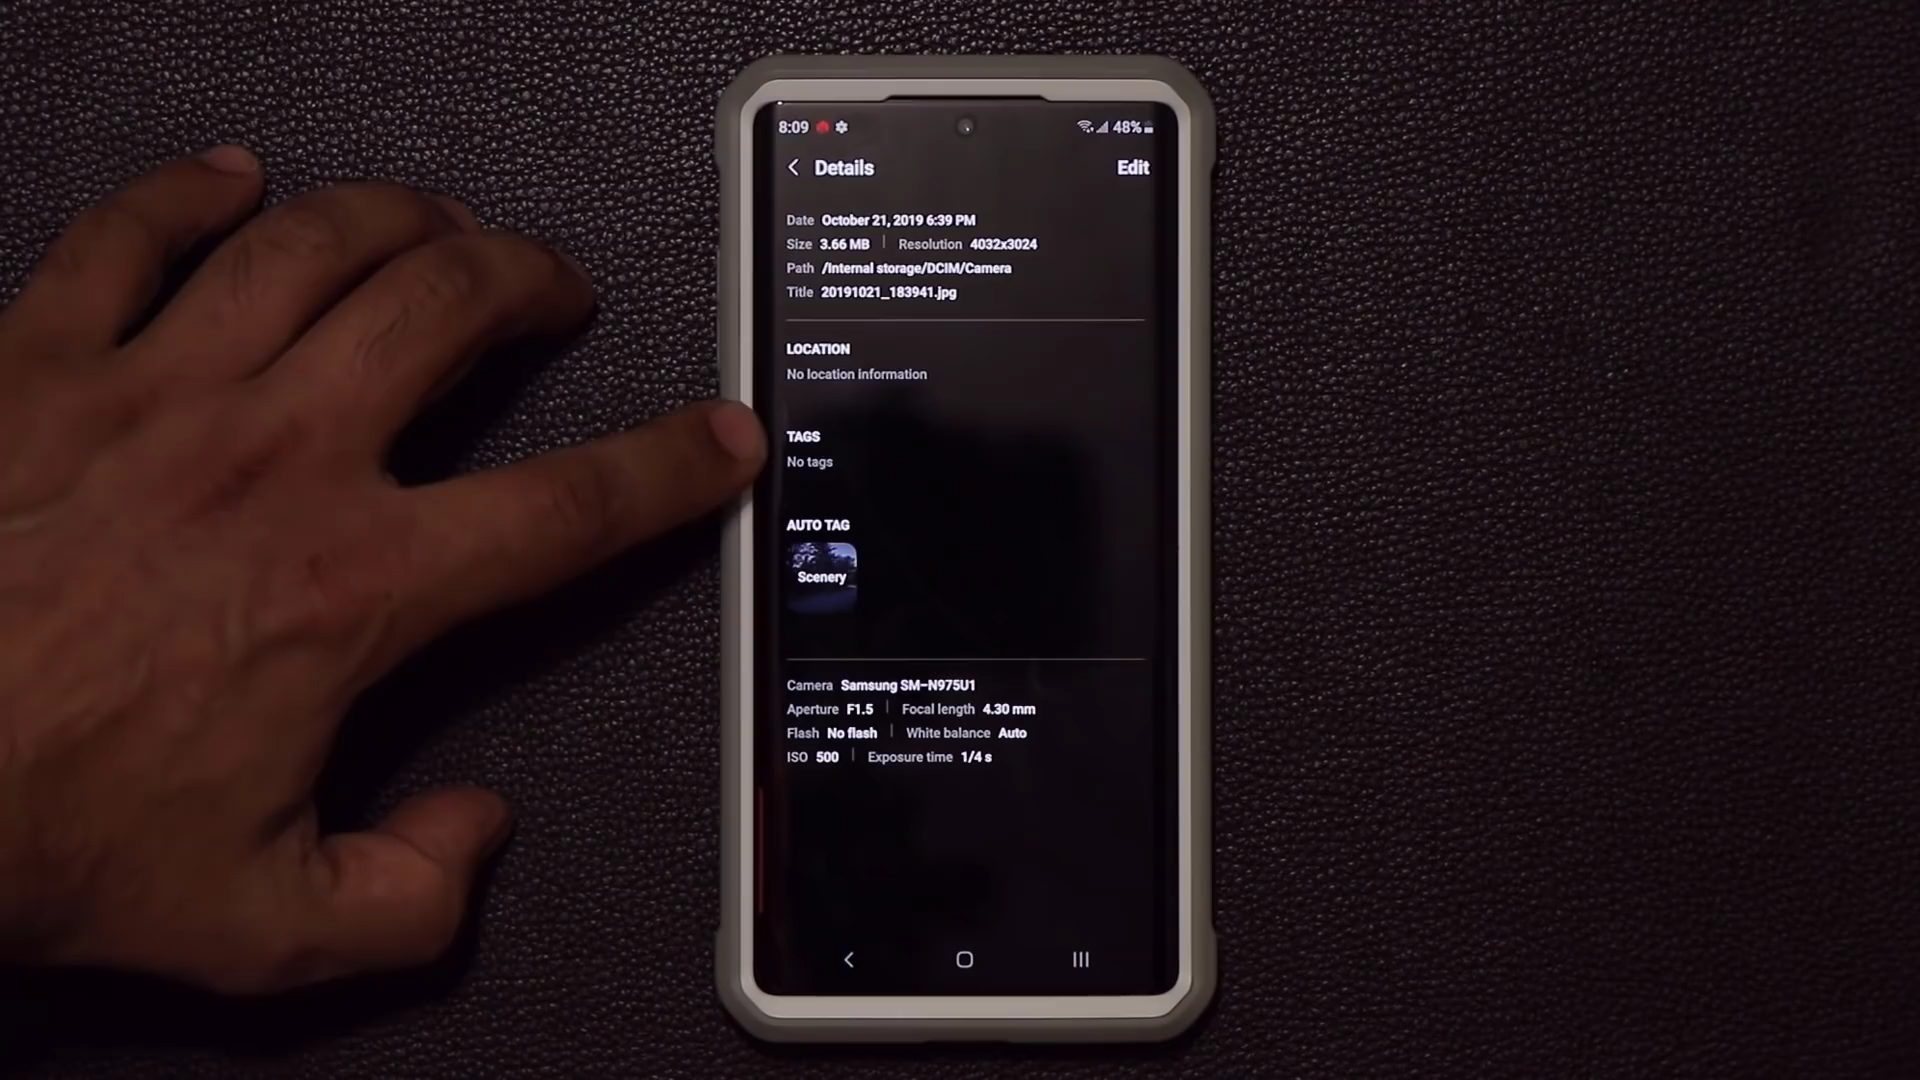 8:09 48%
Details Edit
Date October 21, 2019 6:39 PM
Size 3.66 MB | Resolution 4032x3024
Path /Internal storage/DCIM/Camera
Title 20191021_183941.jpg
LOCATION
No location information
TAGS
No tags
AUTO TAG
Scenery
Camera Samsung SM-N975U1
Aperture F1.5 | Focal length 4.30 mm
Flash No flash | White balance Auto
ISO 500 | Exposure time 1/4 s